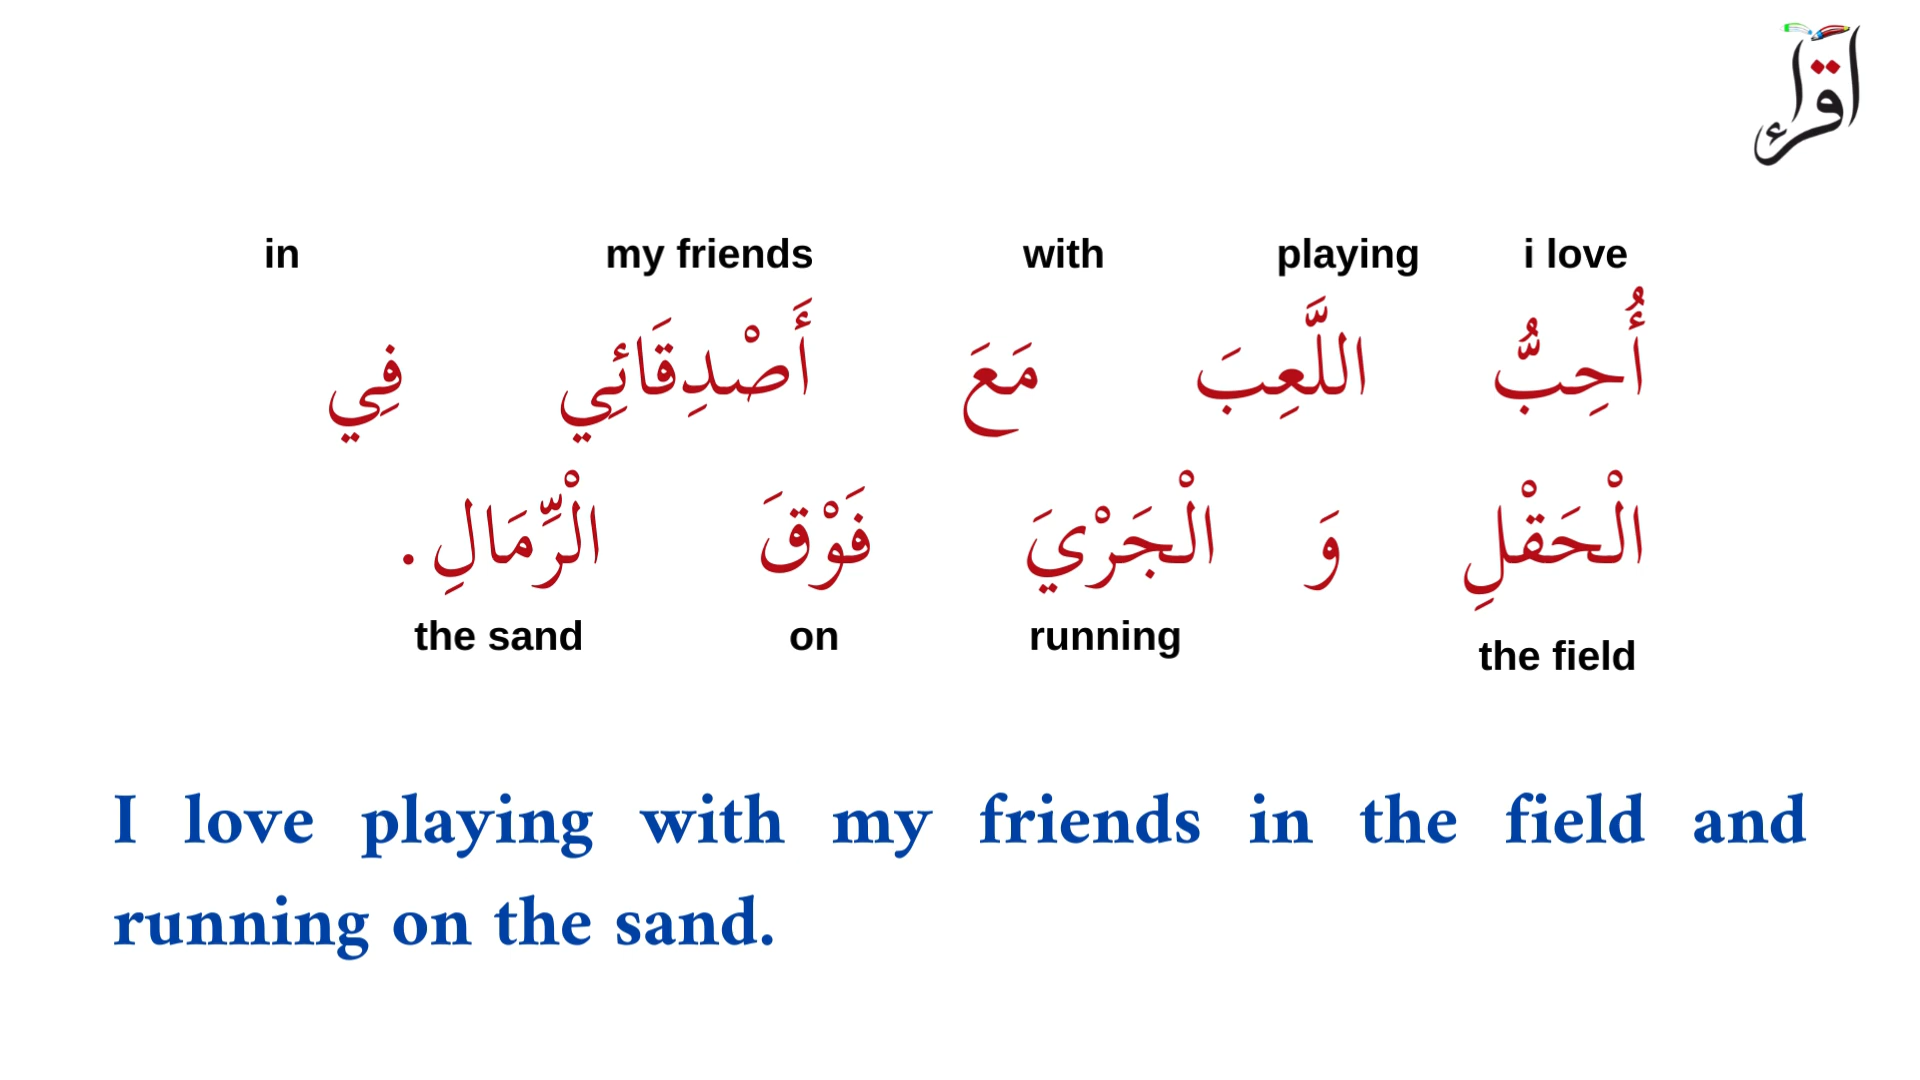 اقرأ
in my friends with playing i love
أُحِبُّ اللَّعِبَ مَعَ أَصْدِقَائِي فِي
الْحَقْلِ وَ الْجَرْيَ فَوْقَ الْرِّمَالِ .
the sand on running the field
I love playing with my friends in the field and
running on the sand.